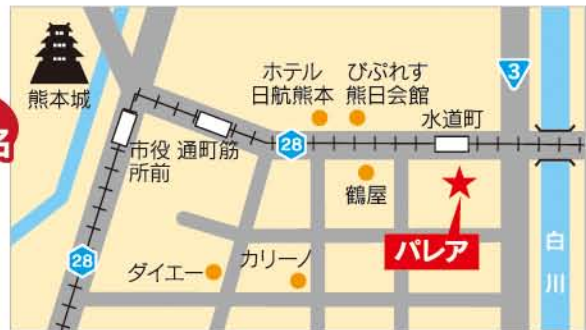 熊本城
名
ホテル
日航熊本
びぷれす
熊日会館
水道町
3
市役
所前
通町筋
28
鶴屋
パレア
28
ダイエー
カリーノ
白川